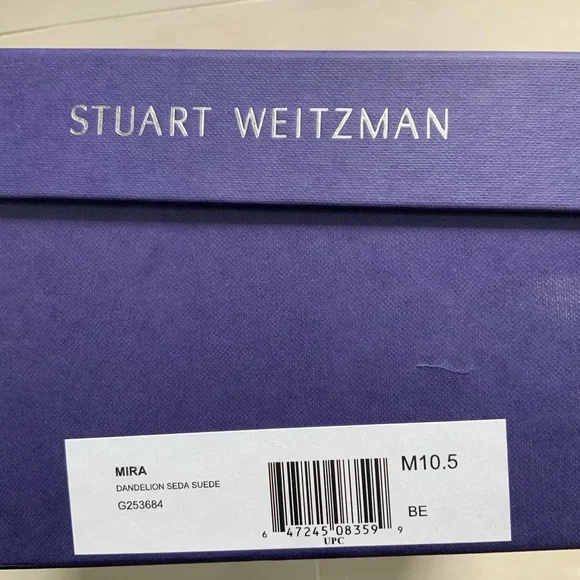 STUART WEITZMAN
MIRA
DANDELION SEDA SUEDE
G253684
M10.5
BE
6 47245 08359 9
UPC